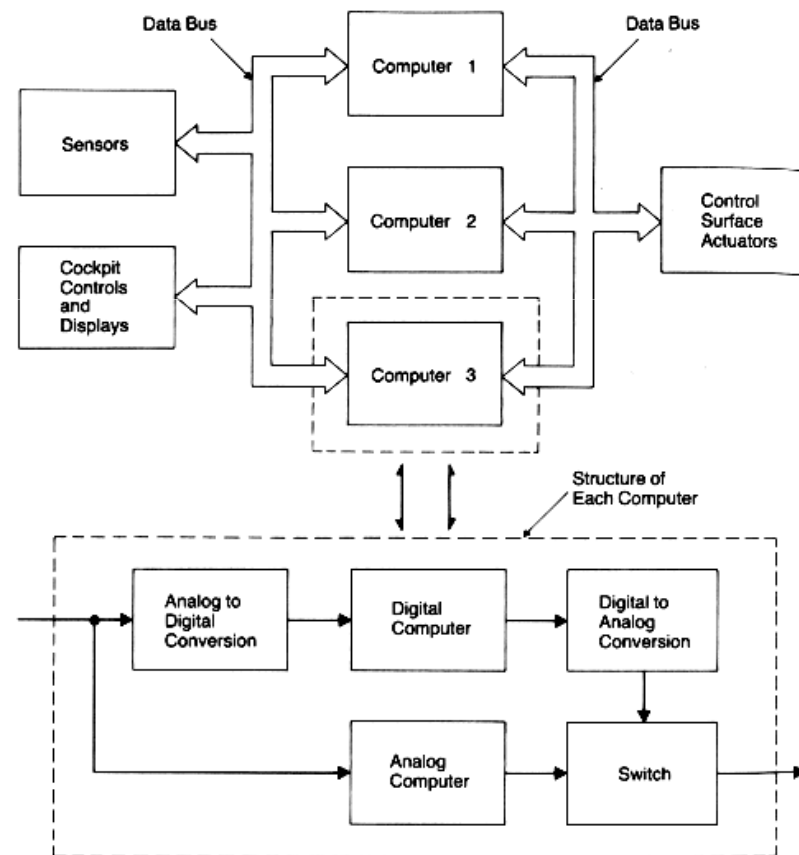 Data Bus
Data Bus
Computer 1
Sensors
Computer 2
Control
Surface
Actuators
Cockpit
Controls
and
Displays
Computer 3
Structure of
Each Computer
Analog to
Digital
Conversion
Digital
Computer
Digital to
Analog
Conversion
Analog
Computer
Switch